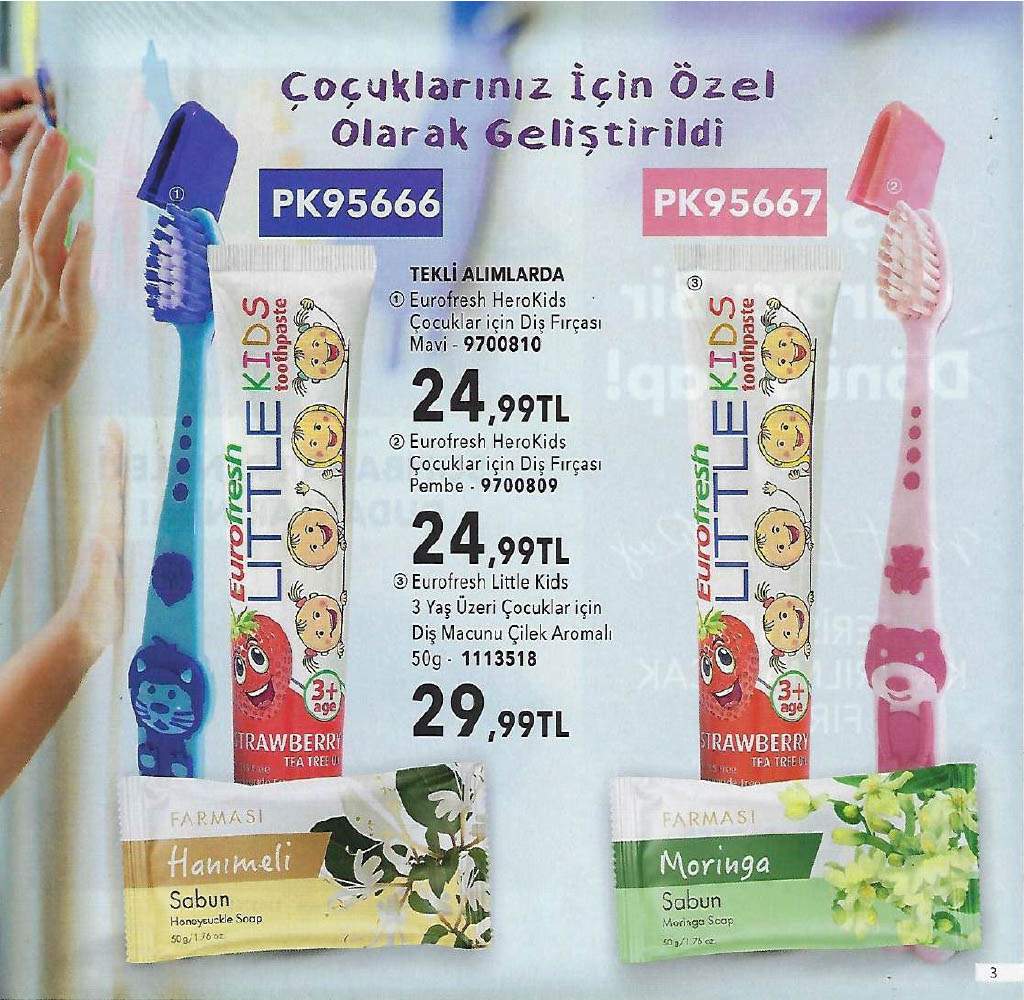 Çoçuklarınız İçin Özel
Olarak Geliştirildi
①
PK95666
PK95667
②
TEKLİ ALIMLARDA
① Eurofresh HeroKids
Çocuklar için Diş Fırçası
Mavi - 9700810
24,99TL
② Eurofresh HeroKids
Çocuklar için Diş Fırçası
Pembe - 9700809
24,99TL
③ Eurofresh Little Kids
3 Yaş Üzeri Çocuklar için
Diş Macunu Çilek Aromalı
50g - 1113518
29,99TL
Eurofresh
LITTLE KIDS
toothpaste
3+
age
STRAWBERRY
TEA TREE
③
Eurofresh
LITTLE KIDS
toothpaste
3+
age
STRAWBERRY
TEA TREE
FARMASI
Hanımeli
Sabun
Honeysuckle Soap
50 g/1.76 oz.
FARMASI
Moringa
Sabun
Moringa Soap
50 g/1.76 oz.
3